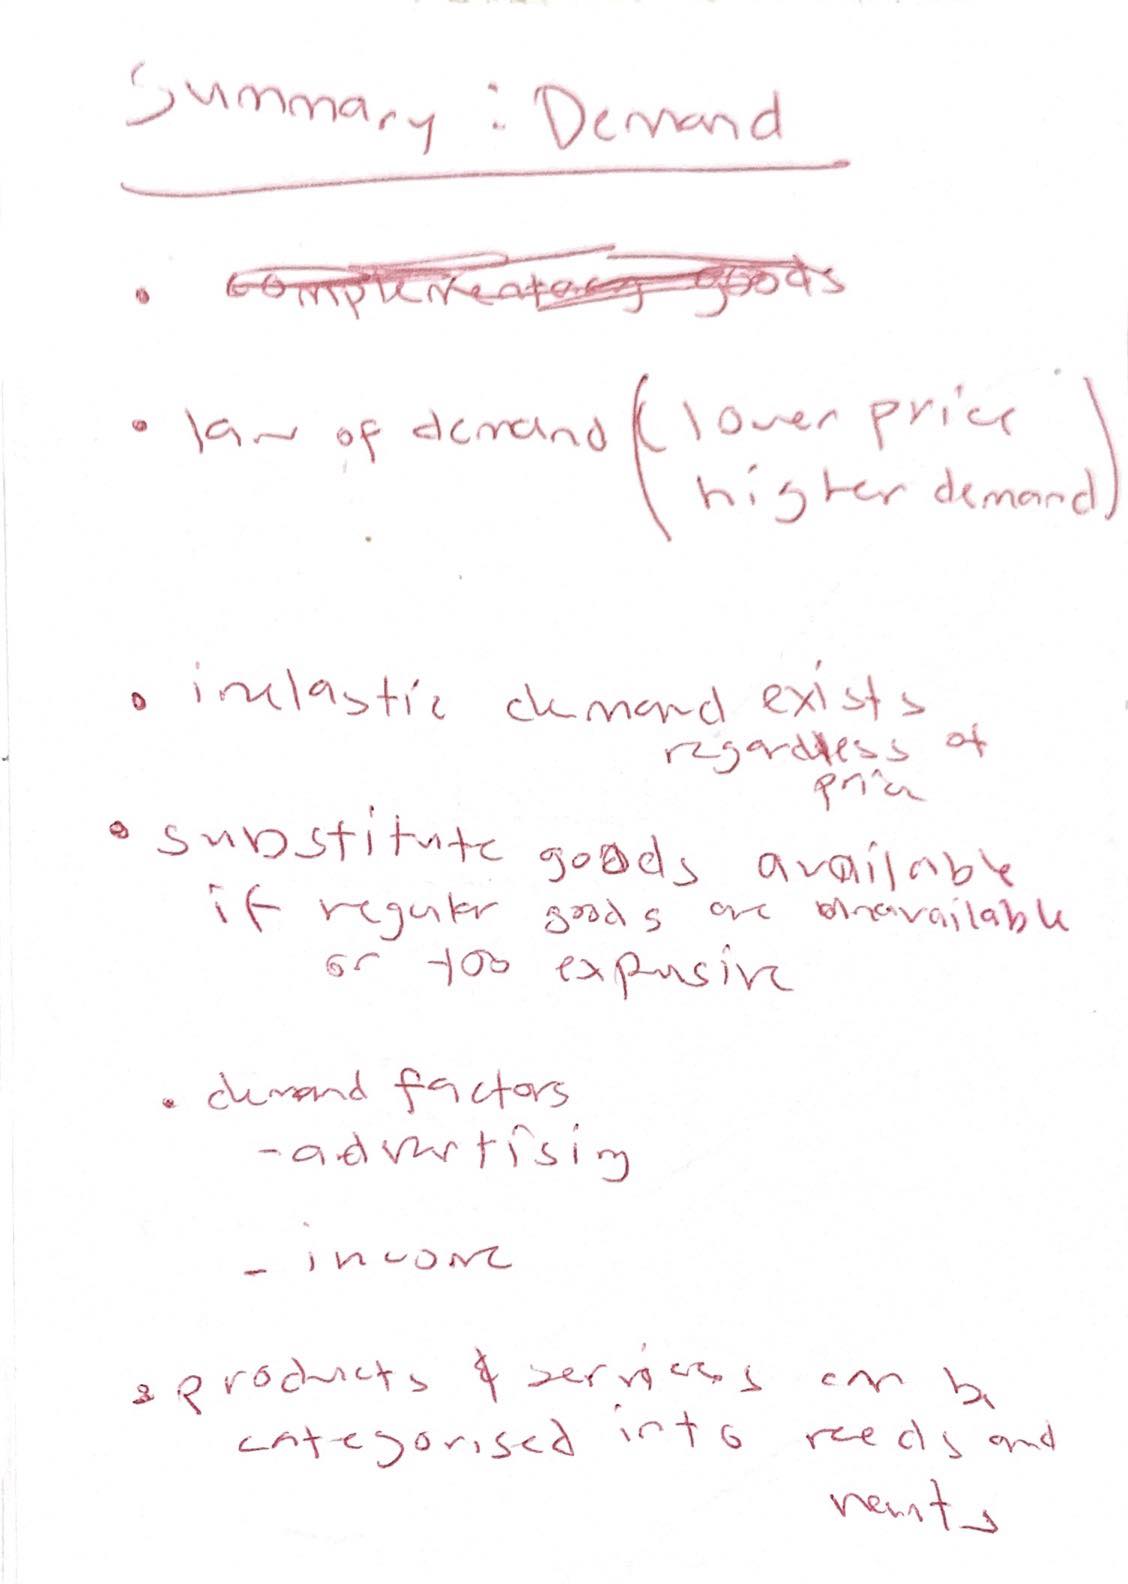 Summary : Demand
• complementary goods
• law of demand ( lower price
higher demand )
• inelastic demand exists
regardless of
price
• substitute goods available
if regular goods are unavailable
or too expensive
• demand factors
- advertising
- income
• products & services can be
categorised into needs and
wants